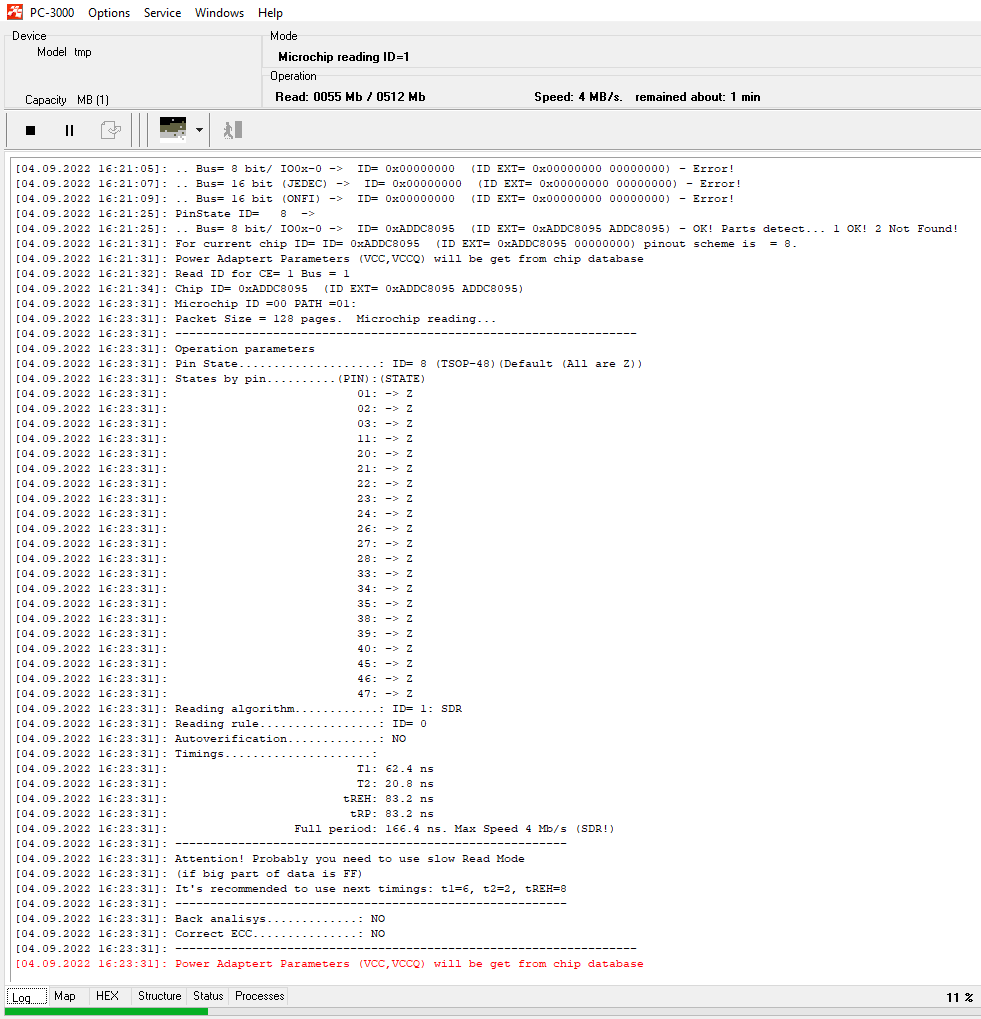 PC-3000 Options Service Windows Help
Device
Model tmp
Capacity MB (1)
Mode
Microchip reading ID=1
Operation
Read: 0055 Mb / 0512 Mb Speed: 4 MB/s. remained about: 1 min
[04.09.2022 16:21:05]: .. Bus= 8 bit/ IO0x-0 -> ID= 0x00000000 (ID EXT= 0x00000000 00000000) - Error!
[04.09.2022 16:21:07]: .. Bus= 16 bit (JEDEC) -> ID= 0x00000000 (ID EXT= 0x00000000 00000000) - Error!
[04.09.2022 16:21:09]: .. Bus= 16 bit (ONFI) -> ID= 0x00000000 (ID EXT= 0x00000000 00000000) - Error!
[04.09.2022 16:21:25]: PinState ID= 8 ->
[04.09.2022 16:21:25]: .. Bus= 8 bit/ IO0x-0 -> ID= 0xADDC8095 (ID EXT= 0xADDC8095 ADDC8095) - OK! Parts detect... 1 OK! 2 Not Found!
[04.09.2022 16:21:31]: For current chip ID= ID= 0xADDC8095 (ID EXT= 0xADDC8095 00000000) pinout scheme is = 8.
[04.09.2022 16:21:31]: Power Adaptert Parameters (VCC,VCCQ) will be get from chip database
[04.09.2022 16:21:32]: Read ID for CE= 1 Bus = 1
[04.09.2022 16:21:34]: Chip ID= 0xADDC8095 (ID EXT= 0xADDC8095 ADDC8095)
[04.09.2022 16:23:31]: Microchip ID =00 PATH =01:
[04.09.2022 16:23:31]: Packet Size = 128 pages. Microchip reading...
[04.09.2022 16:23:31]: ------------------------------------------------------------------
[04.09.2022 16:23:31]: Operation parameters
[04.09.2022 16:23:31]: Pin State....................: ID= 8 (TSOP-48)(Default (All are Z))
[04.09.2022 16:23:31]: States by pin..........(PIN):(STATE)
[04.09.2022 16:23:31]: 01: -> Z
[04.09.2022 16:23:31]: 02: -> Z
[04.09.2022 16:23:31]: 03: -> Z
[04.09.2022 16:23:31]: 11: -> Z
[04.09.2022 16:23:31]: 20: -> Z
[04.09.2022 16:23:31]: 21: -> Z
[04.09.2022 16:23:31]: 22: -> Z
[04.09.2022 16:23:31]: 23: -> Z
[04.09.2022 16:23:31]: 24: -> Z
[04.09.2022 16:23:31]: 26: -> Z
[04.09.2022 16:23:31]: 27: -> Z
[04.09.2022 16:23:31]: 28: -> Z
[04.09.2022 16:23:31]: 33: -> Z
[04.09.2022 16:23:31]: 34: -> Z
[04.09.2022 16:23:31]: 35: -> Z
[04.09.2022 16:23:31]: 38: -> Z
[04.09.2022 16:23:31]: 39: -> Z
[04.09.2022 16:23:31]: 40: -> Z
[04.09.2022 16:23:31]: 45: -> Z
[04.09.2022 16:23:31]: 46: -> Z
[04.09.2022 16:23:31]: 47: -> Z
[04.09.2022 16:23:31]: Reading algorithm............: ID= 1: SDR
[04.09.2022 16:23:31]: Reading rule.................: ID= 0
[04.09.2022 16:23:31]: Autoverification.............: NO
[04.09.2022 16:23:31]: Timings.....................:
[04.09.2022 16:23:31]: T1: 62.4 ns
[04.09.2022 16:23:31]: T2: 20.8 ns
[04.09.2022 16:23:31]: tREH: 83.2 ns
[04.09.2022 16:23:31]: tRP: 83.2 ns
[04.09.2022 16:23:31]: Full period: 166.4 ns. Max Speed 4 Mb/s (SDR!)
[04.09.2022 16:23:31]: --------------------------------------------------------
[04.09.2022 16:23:31]: Attention! Probably you need to use slow Read Mode
[04.09.2022 16:23:31]: (if big part of data is FF)
[04.09.2022 16:23:31]: It's recommended to use next timings: t1=6, t2=2, tREH=8
[04.09.2022 16:23:31]: --------------------------------------------------------
[04.09.2022 16:23:31]: Back analisys.............: NO
[04.09.2022 16:23:31]: Correct ECC...............: NO
[04.09.2022 16:23:31]: ------------------------------------------------------------------
[04.09.2022 16:23:31]: Power Adaptert Parameters (VCC,VCCQ) will be get from chip database
Log Map HEX Structure Status Processes 11 %